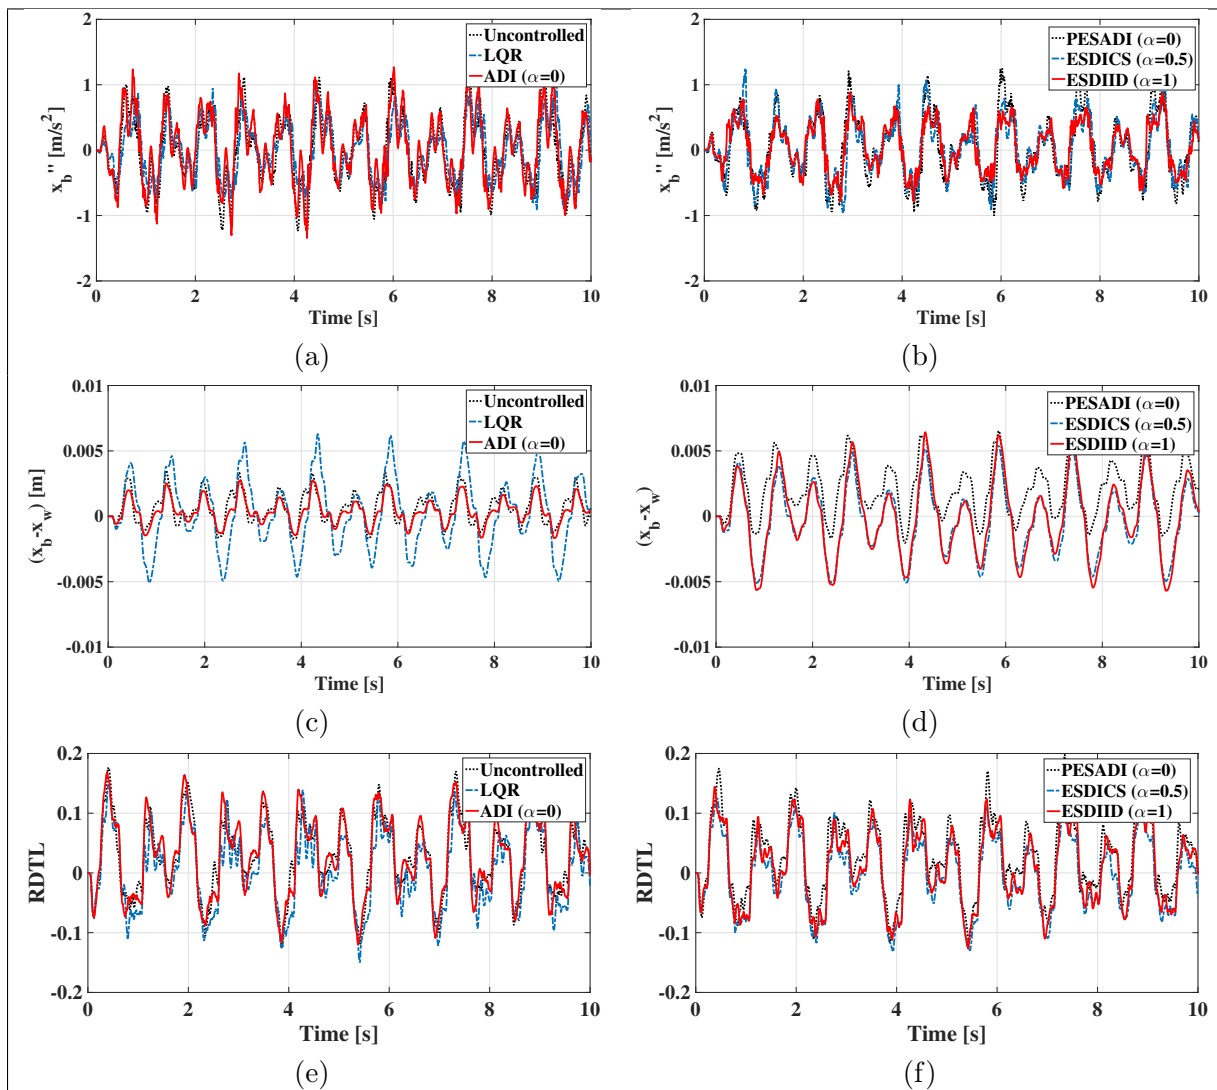 2
1
0
-1
-2
x_b'' [m/s^2]
0 2 4 6 8 10
Time [s]
Uncontrolled
LQR
ADI (α=0)
(a)
2
1
0
-1
-2
x_b'' [m/s^2]
0 2 4 6 8 10
Time [s]
PESADI (α=0)
ESDICS (α=0.5)
ESDIID (α=1)
(b)
0.01
0.005
0
-0.005
-0.01
(x_b-x_w) [m]
0 2 4 6 8 10
Time [s]
Uncontrolled
LQR
ADI (α=0)
(c)
0.01
0.005
0
-0.005
-0.01
(x_b-x_w)
0 2 4 6 8 10
Time [s]
PESADI (α=0)
ESDICS (α=0.5)
ESDIID (α=1)
(d)
0.2
0.1
0
-0.1
-0.2
RDTL
0 2 4 6 8 10
Time [s]
Uncontrolled
LQR
ADI (α=0)
(e)
0.2
0.1
0
-0.1
-0.2
RDTL
0 2 4 6 8 10
Time [s]
PESADI (α=0)
ESDICS (α=0.5)
ESDIID (α=1)
(f)